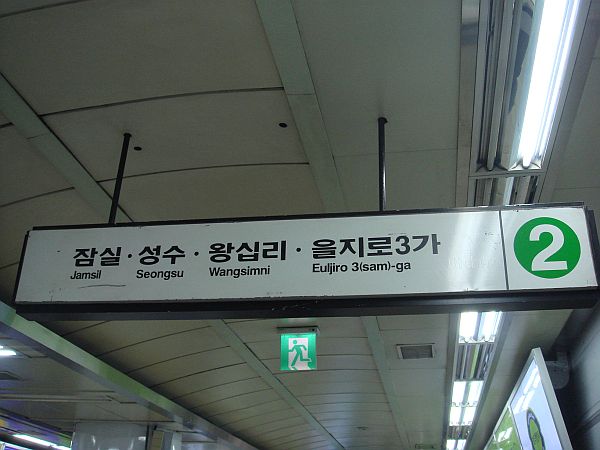 잠실 · 성수 · 왕십리 · 을지로3가
Jamsil Seongsu Wangsimni Euljiro 3(sam)-ga
2